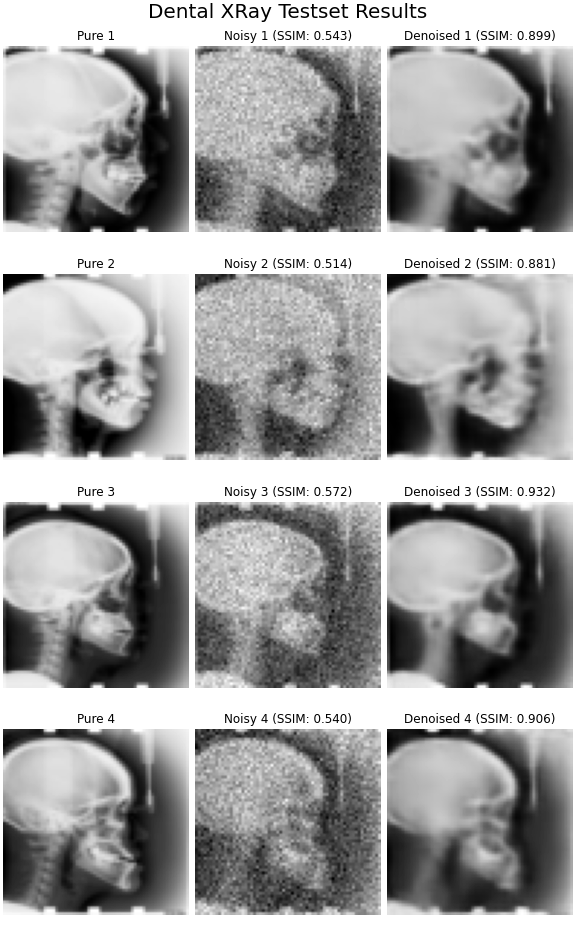 Dental XRay Testset Results
Pure 1
Noisy 1 (SSIM: 0.543)
Denoised 1 (SSIM: 0.899)
Pure 2
Noisy 2 (SSIM: 0.514)
Denoised 2 (SSIM: 0.881)
Pure 3
Noisy 3 (SSIM: 0.572)
Denoised 3 (SSIM: 0.932)
Pure 4
Noisy 4 (SSIM: 0.540)
Denoised 4 (SSIM: 0.906)